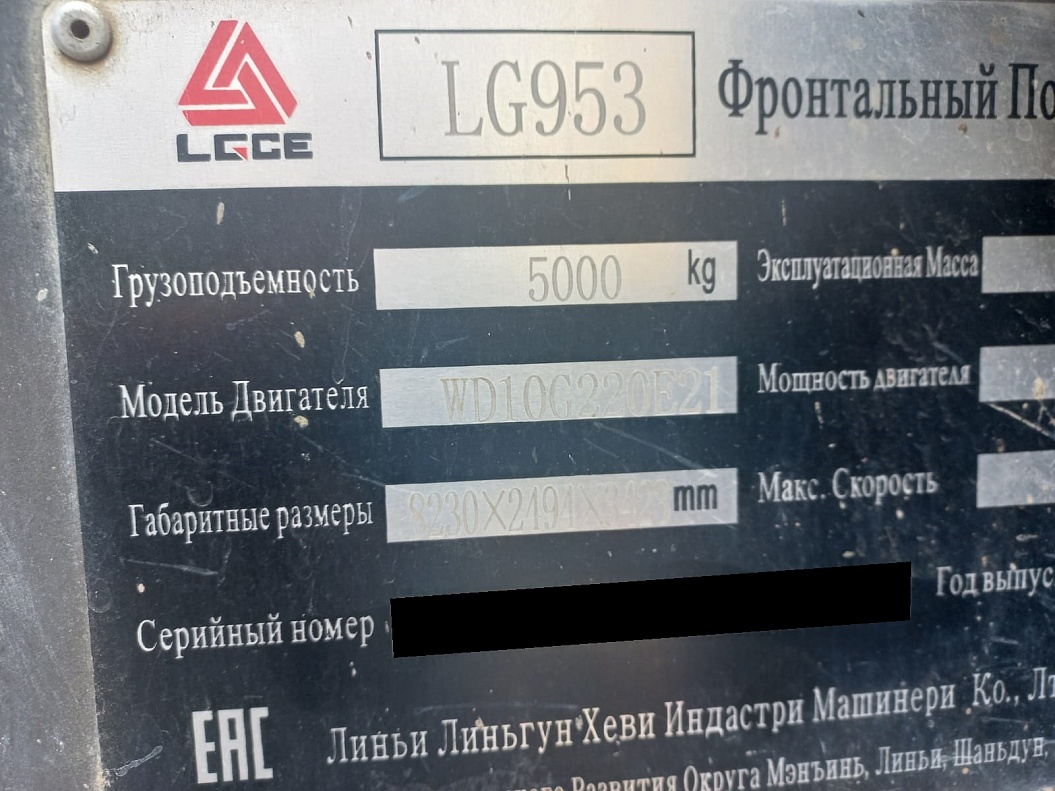 LGCE
LG953 Фронтальный По
Грузоподъемность 5000 kg Эксплуатационная Масса
Модель Двигателя WD10G220E21 Мощность двигателя
Габаритные размеры 8230X2494X3423 mm Макс. Скорость
Серийный номер Год выпус
EAC Линьи Линьгун Хеви Индастри Машинери Ко., Лт
Развития Округа Мэнъинь, Линьи, Шаньдун,